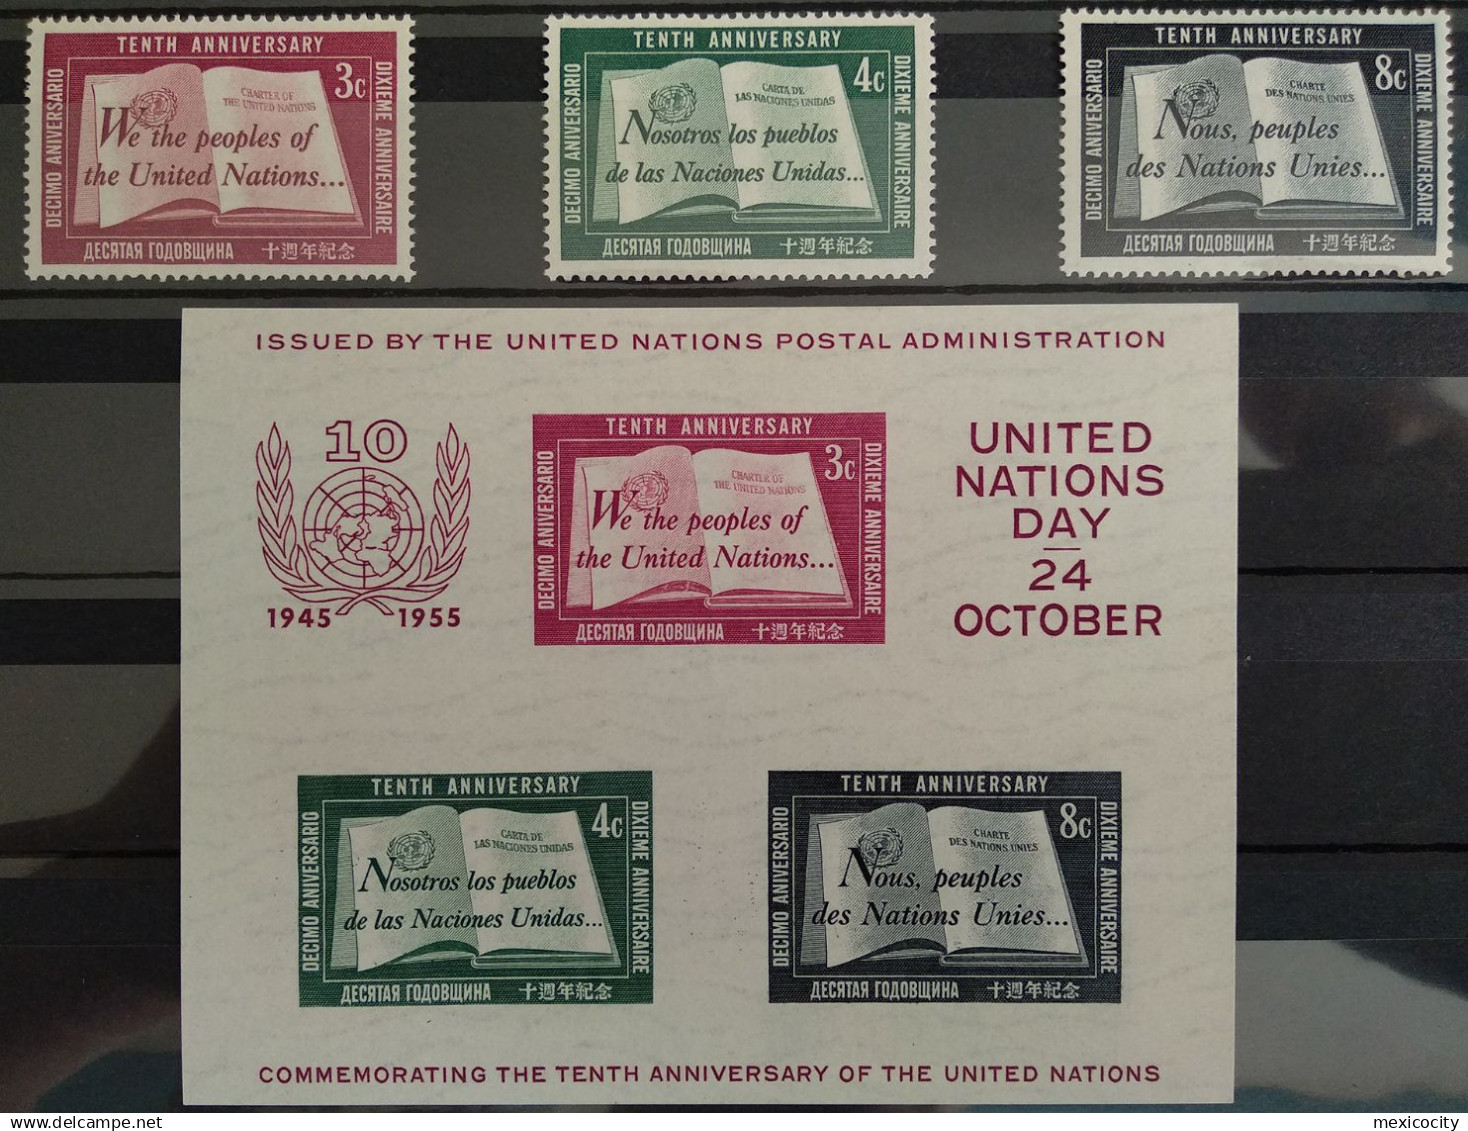 TENTH ANNIVERSARY
3c
DECIMO ANIVERSARIO
DIXIEME ANNIVERSAIRE
CHARTER OF
THE UNITED NATIONS
We the peoples of
the United Nations...
ДЕСЯТАЯ ГОДОВЩИНА 十週年紀念
TENTH ANNIVERSARY
4c
DECIMO ANIVERSARIO
DIXIEME ANNIVERSAIRE
CARTA DE
LAS NACIONES UNIDAS
Nosotros los pueblos
de las Naciones Unidas...
ДЕСЯТАЯ ГОДОВЩИНА 十週年紀念
TENTH ANNIVERSARY
8c
DECIMO ANIVERSARIO
DIXIEME ANNIVERSAIRE
CHARTE
DES NATIONS UNIES
Nous, peuples
des Nations Unies...
ДЕСЯТАЯ ГОДОВЩИНА 十週年紀念
ISSUED BY THE UNITED NATIONS POSTAL ADMINISTRATION
10
1945 1955
TENTH ANNIVERSARY
3c
DECIMO ANIVERSARIO
DIXIEME ANNIVERSAIRE
CHARTER OF
THE UNITED NATIONS
We the peoples of
the United Nations...
ДЕСЯТАЯ ГОДОВЩИНА 十週年紀念
UNITED
NATIONS
DAY
24
OCTOBER
TENTH ANNIVERSARY
4c
DECIMO ANIVERSARIO
DIXIEME ANNIVERSAIRE
CARTA DE
LAS NACIONES UNIDAS
Nosotros los pueblos
de las Naciones Unidas...
ДЕСЯТАЯ ГОДОВЩИНА 十週年紀念
TENTH ANNIVERSARY
8c
DECIMO ANIVERSARIO
DIXIEME ANNIVERSAIRE
CHARTE
DES NATIONS UNIES
Nous, peuples
des Nations Unies...
ДЕСЯТАЯ ГОДОВЩИНА 十週年紀念
COMMEMORATING THE TENTH ANNIVERSARY OF THE UNITED NATIONS
mexicocity